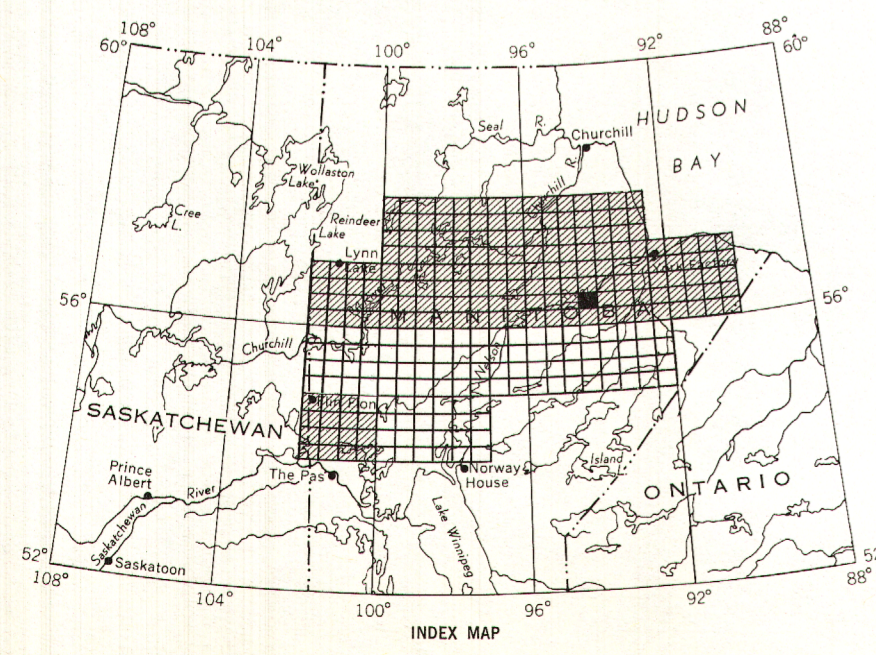 108°
104°
100°
96°
92°
88°
60°
60°
HUDSON
BAY
Seal R.
Churchill
Churchill R.
Wollaston
Lake
Cree
L.
Reindeer
Lake
Lynn
Lake
York Factory
56°
56°
MANITOBA
Churchill
Nelson
SASKATCHEWAN
Flin Flon
Prince
Albert
River
Saskatchewan
The Pas
Norway
House
Island
L.
ONTARIO
Lake Winnipeg
52°
Saskatoon
108°
104°
100°
96°
92°
88°
INDEX MAP